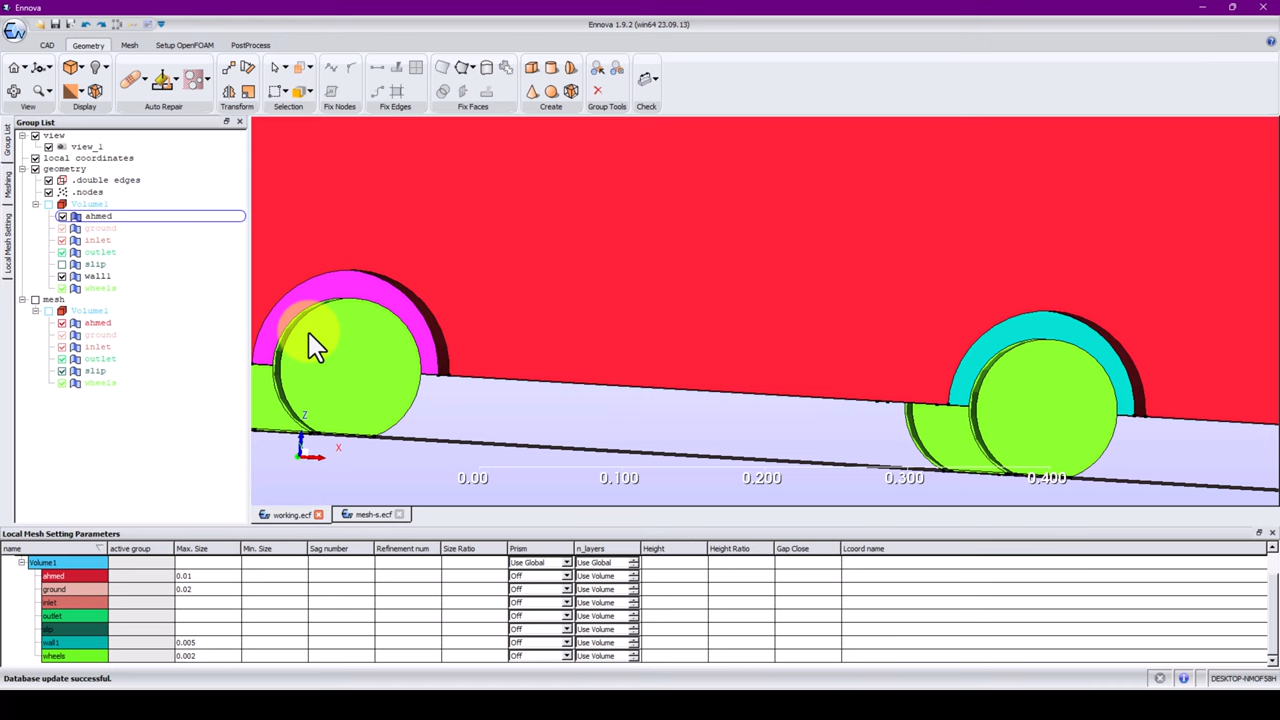 Ennova
Ennova 1.9.2 (win64 23.09.13]
CAD Geometry Mesh Setup OpenFOAM PostProcess
View Display Auto Repair Transform Selection Fix Nodes Fix Edges Fix Faces Create Group Tools Check
Group List
Group List
Meshing
Local Mesh Setting
view
view_1
local coordinates
geometry
.double edges
.nodes
Volume1
ahmed
ground
inlet
outlet
slip
wall1
wheels
mesh
Volume1
ahmed
ground
inlet
outlet
slip
wheels
Z
X
0.00 0.100 0.200 0.300 0.400
working.ecf mesh-s.ecf
Local Mesh Setting Parameters
name active group Max. Size Min. Size Sag number Refinement num Size Ratio Prism n_layers Height Height Ratio Gap Close Lcoord name
Volume1 Use Global Use Global
ahmed 0.01 Off Use Volume
ground 0.02 Off Use Volume
inlet Off Use Volume
outlet Off Use Volume
slip Off Use Volume
wall1 0.005 Off Use Volume
wheels 0.002 Off Use Volume
Database update successful.
DESKTOP-NMOF58H